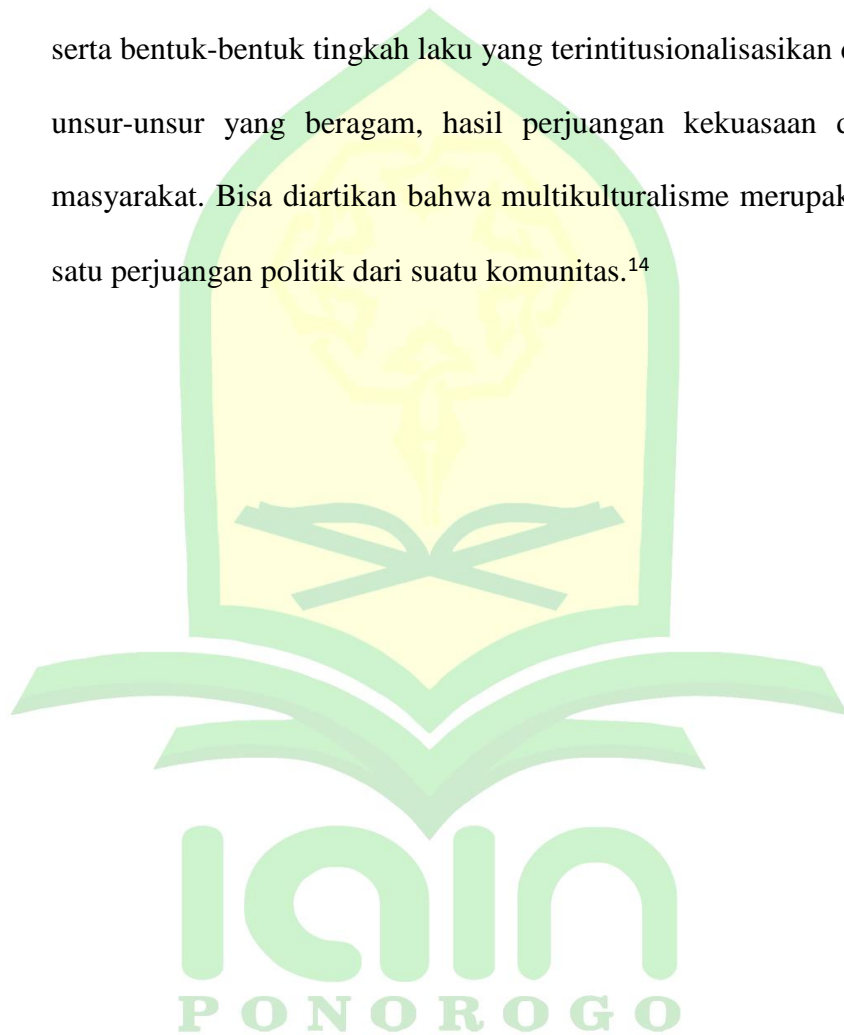 serta bentuk-bentuk tingkah laku yang terintitusionalisasikan
unsur-unsur yang beragam, hasil perjuangan kekuasaan
masyarakat. Bisa diartikan bahwa multikulturalisme
satu perjuangan politik dari suatu komunitas.14
iain
PONOROGO